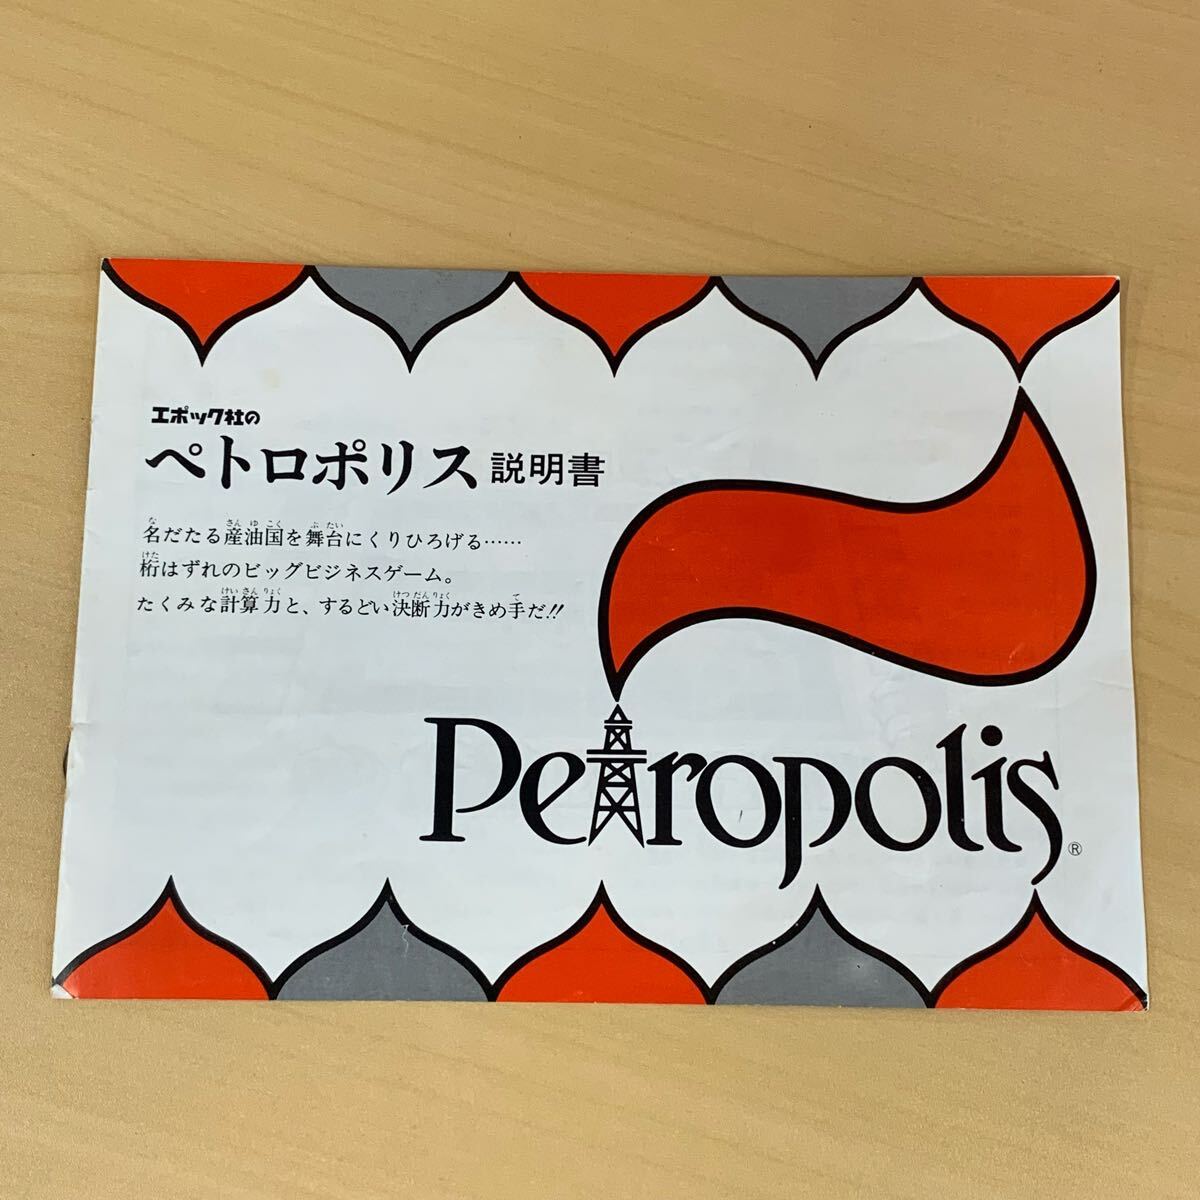 エポック社の
ペトロポリス 説明書
名だたる産油国を舞台にくりひろげる……
桁はずれのビッグビジネスゲーム。
たくみな計算力と、するどい決断力がきめ手だ!!
Petropolis®